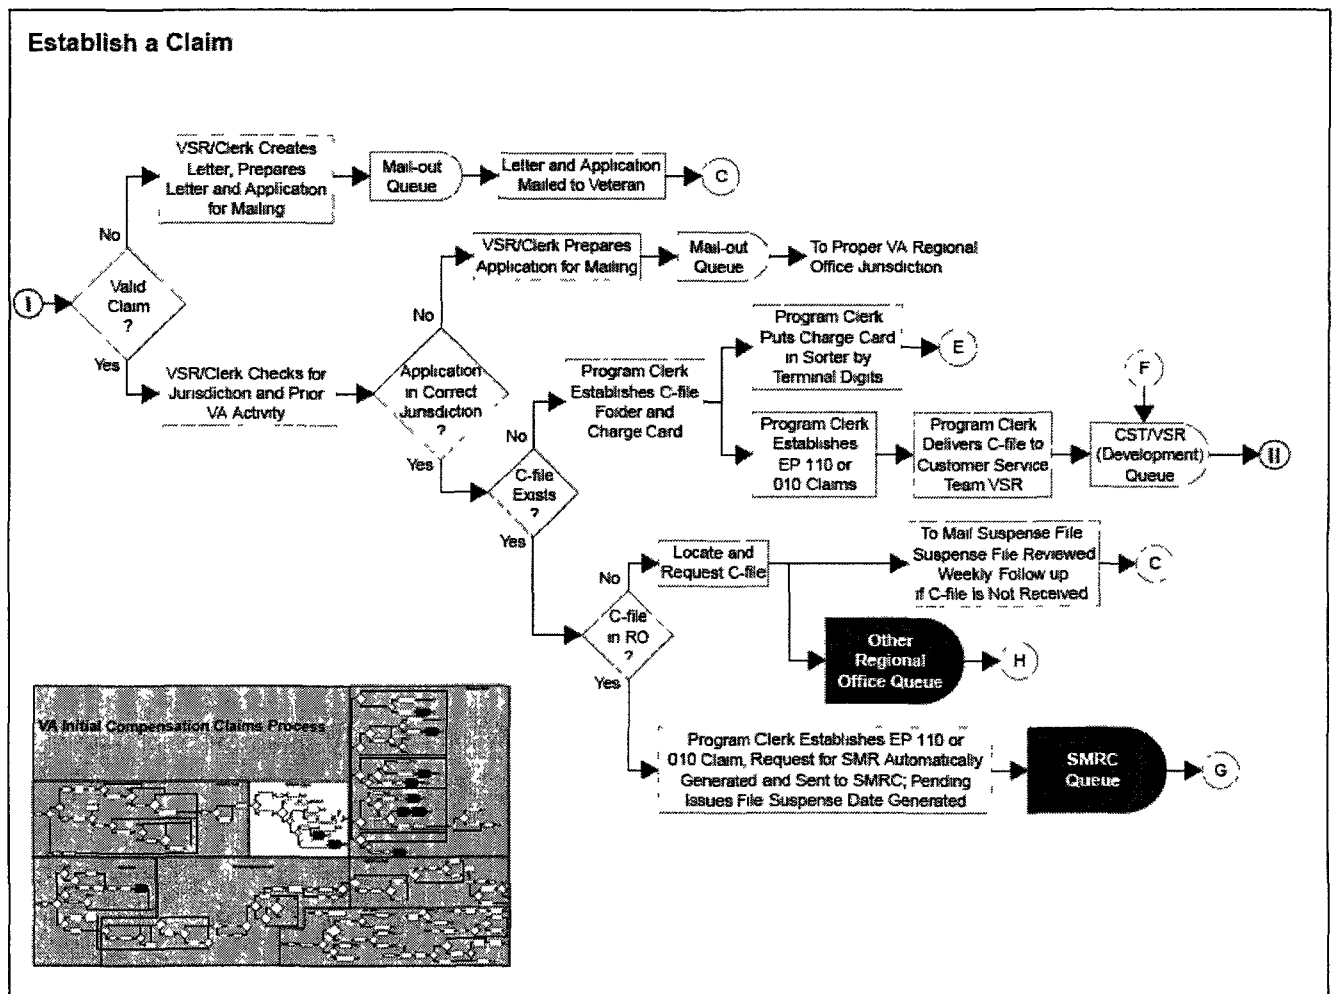 Establish a Claim
VSR/Clerk Creates
Letter, Prepares
Letter and Application
for Mailing
Mail-out
Queue
Letter and Application
Mailed to Veteran
C
No
Valid
Claim
?
I
Yes
VSR/Clerk Checks for
Jurisdiction and Prior
VA Activity
VSR/Clerk Prepares
Application for Mailing
Mail-out
Queue
To Proper VA Regional
Office Jurisdiction
No
Application
in Correct
Jurisdiction
?
Yes
Program Clerk
Puts Charge Card
in Sorter by
Terminal Digits
E
Program Clerk
Establishes C-file
Folder and
Charge Card
No
C-file
Exists
?
Yes
Program Clerk
Establishes
EP 110 or
010 Claims
Program Clerk
Delivers C-file to
Customer Service
Team VSR
F
CST/VSR
(Development)
Queue
II
Locate and
Request C-file
To Mail Suspense File
Suspense File Reviewed
Weekly Follow up
if C-file is Not Received
C
No
C-file
in RO
?
Yes
Other
Regional
Office Queue
H
Program Clerk Establishes EP 110 or
010 Claim, Request for SMR Automatically
Generated and Sent to SMRC; Pending
Issues File Suspense Date Generated
SMRC
Queue
G
VA Initial Compensation Claims Process